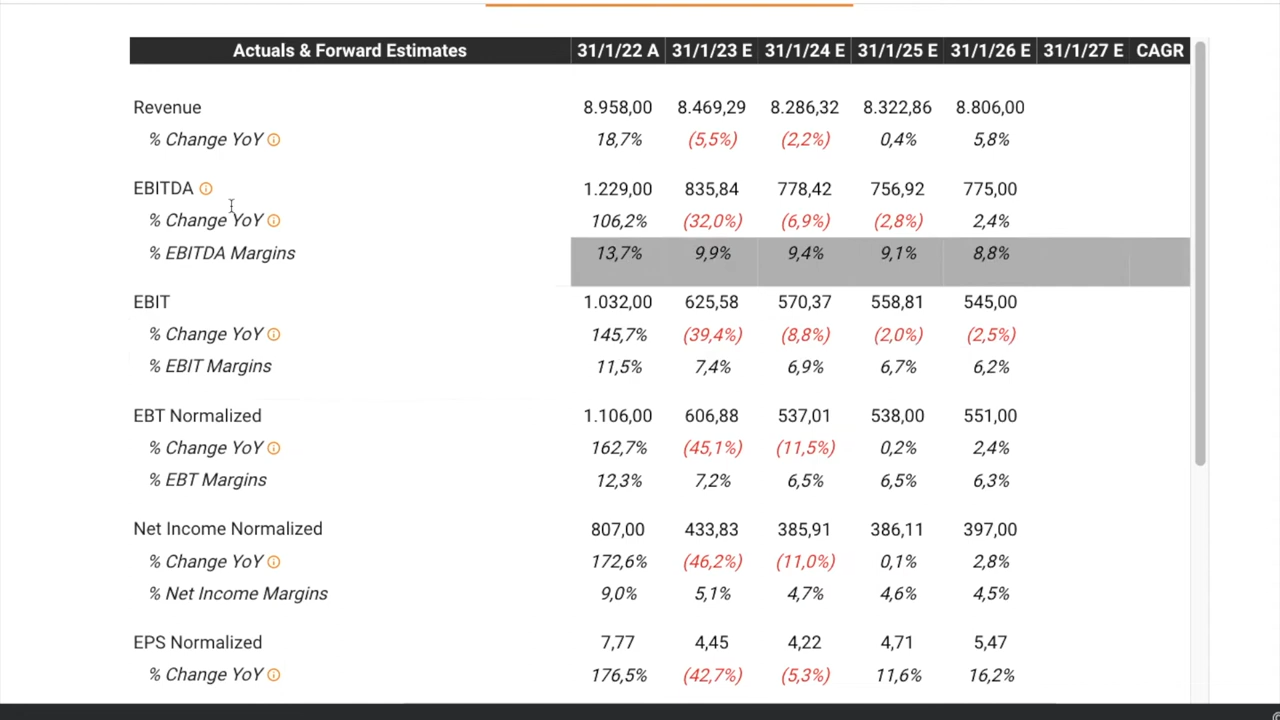 Actuals & Forward Estimates 31/1/22 A 31/1/23 E 31/1/24 E 31/1/25 E 31/1/26 E 31/1/27 E CAGR
Revenue 8.958,00 8.469,29 8.286,32 8.322,86 8.806,00
% Change YoY 18,7% (5,5%) (2,2%) 0,4% 5,8%
EBITDA 1.229,00 835,84 778,42 756,92 775,00
% Change YoY 106,2% (32,0%) (6,9%) (2,8%) 2,4%
% EBITDA Margins 13,7% 9,9% 9,4% 9,1% 8,8%
EBIT 1.032,00 625,58 570,37 558,81 545,00
% Change YoY 145,7% (39,4%) (8,8%) (2,0%) (2,5%)
% EBIT Margins 11,5% 7,4% 6,9% 6,7% 6,2%
EBT Normalized 1.106,00 606,88 537,01 538,00 551,00
% Change YoY 162,7% (45,1%) (11,5%) 0,2% 2,4%
% EBT Margins 12,3% 7,2% 6,5% 6,5% 6,3%
Net Income Normalized 807,00 433,83 385,91 386,11 397,00
% Change YoY 172,6% (46,2%) (11,0%) 0,1% 2,8%
% Net Income Margins 9,0% 5,1% 4,7% 4,6% 4,5%
EPS Normalized 7,77 4,45 4,22 4,71 5,47
% Change YoY 176,5% (42,7%) (5,3%) 11,6% 16,2%